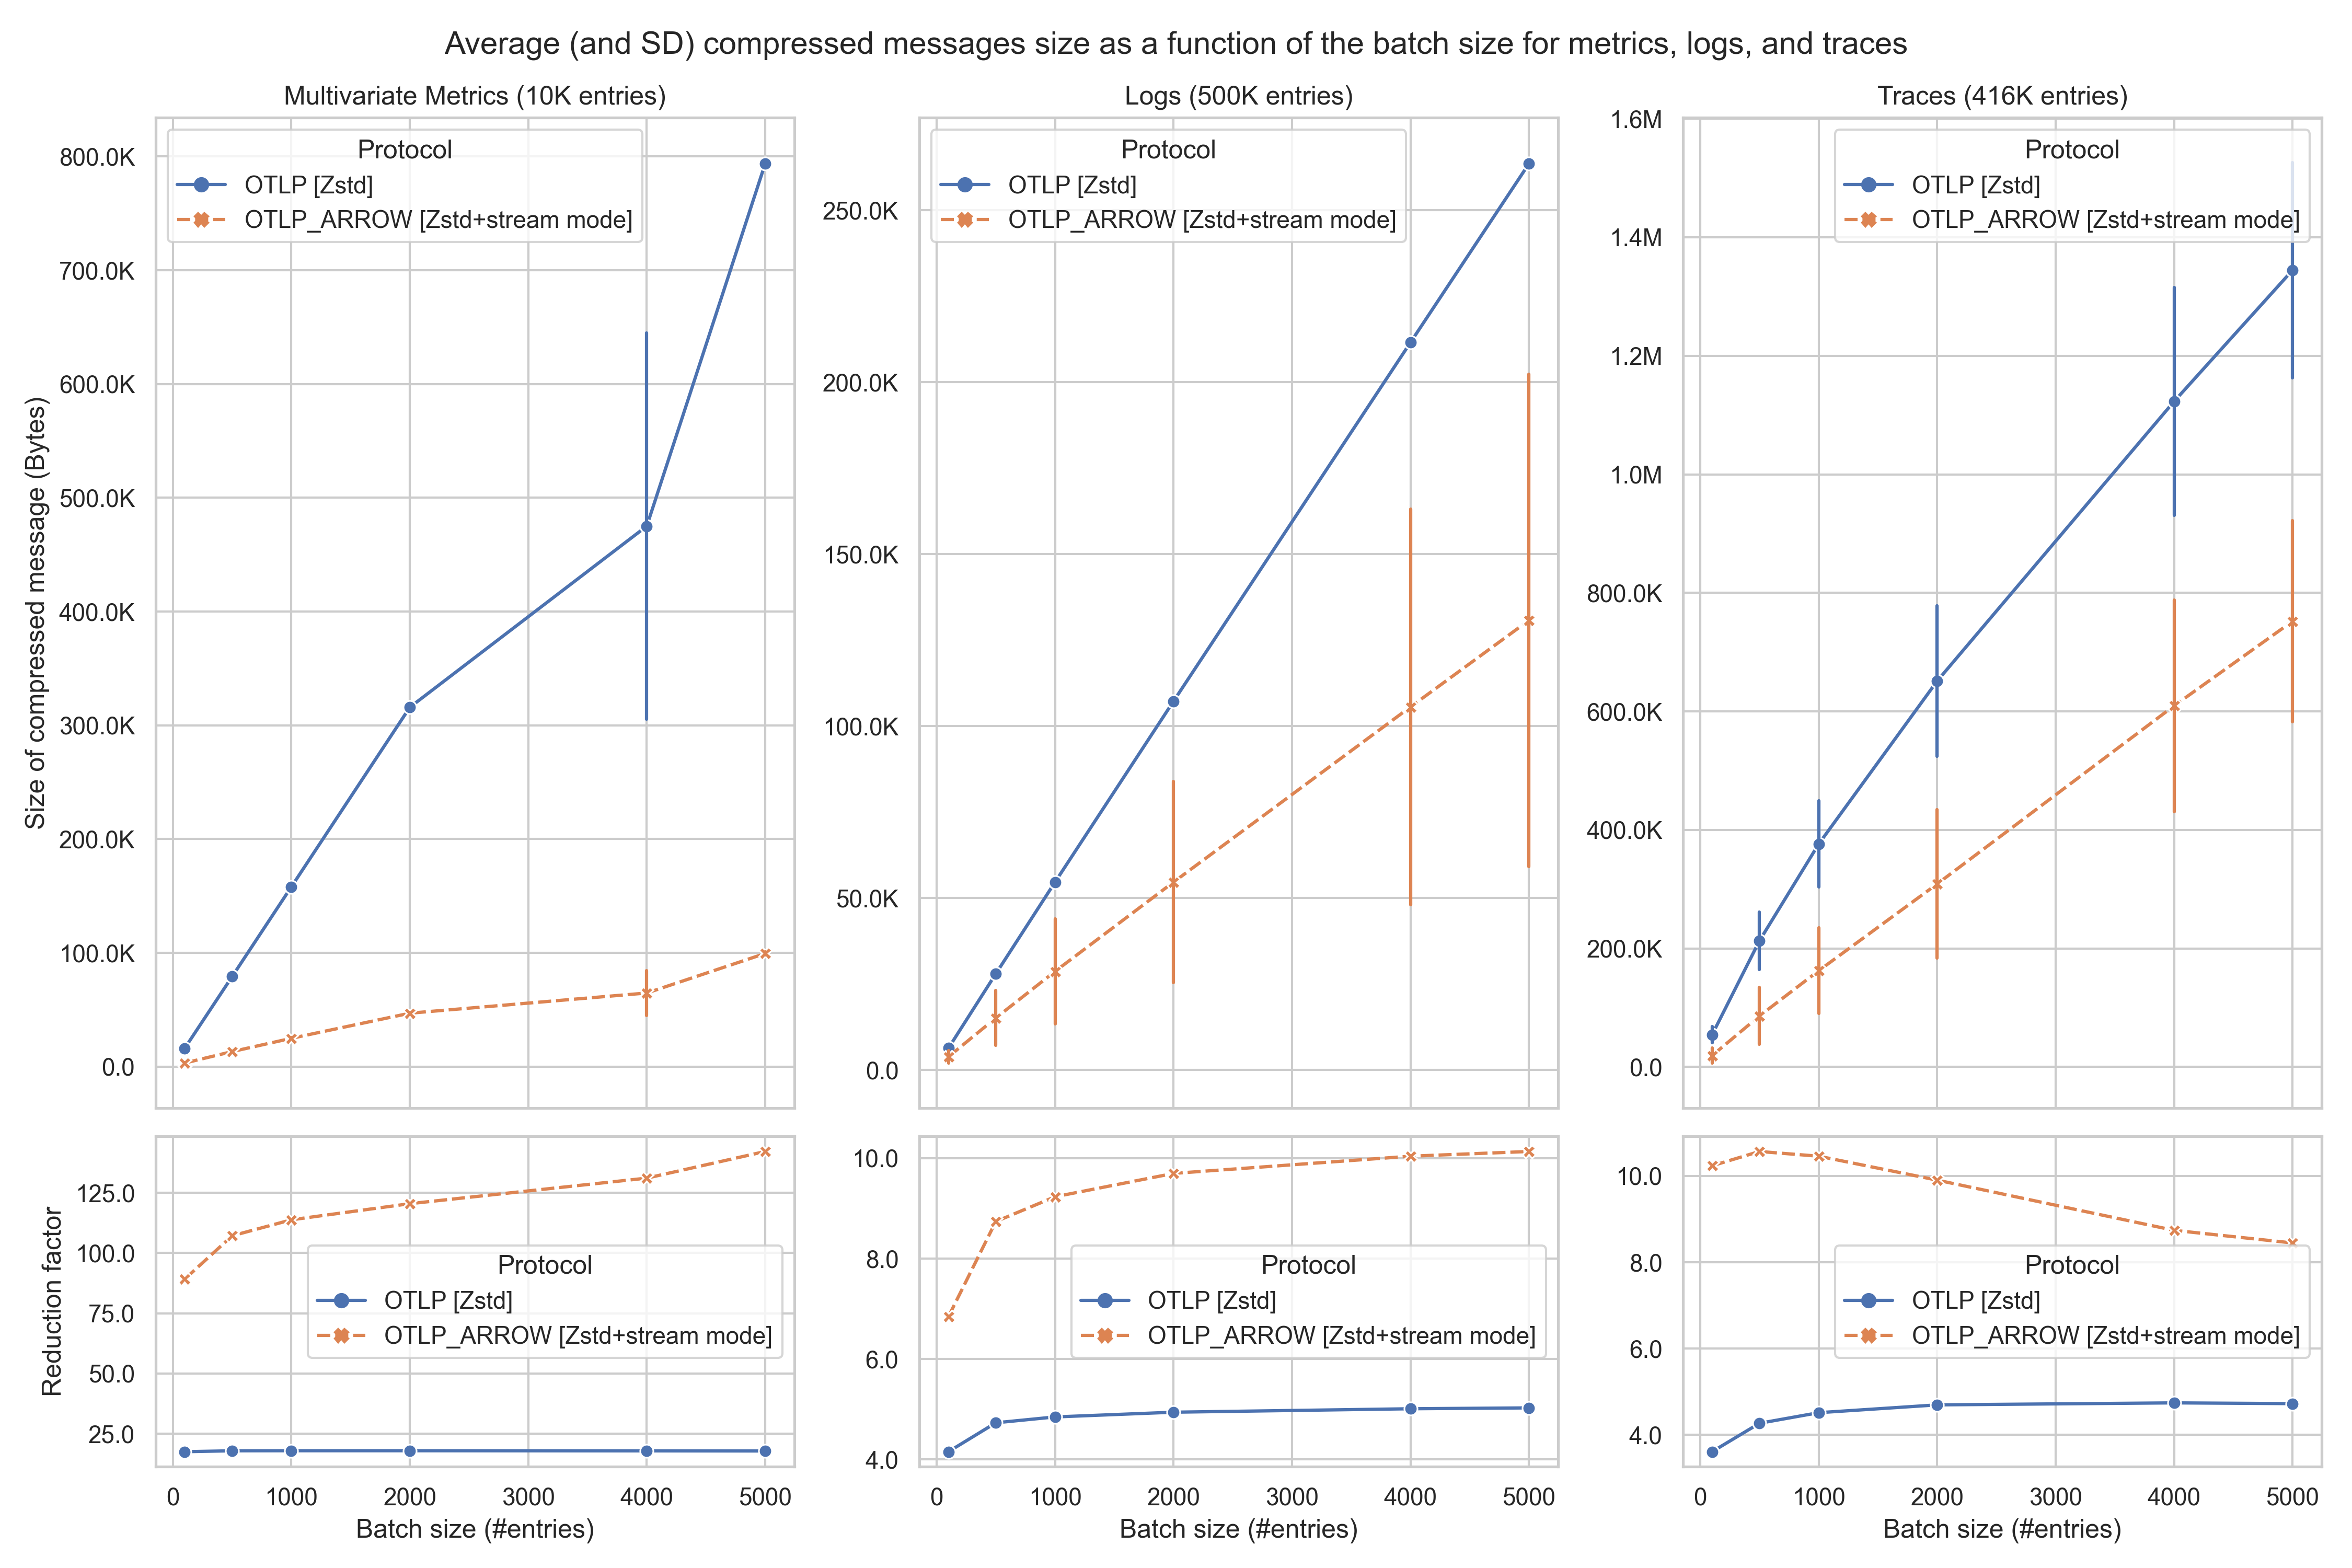 Average (and SD) compressed messages size as a function of the batch size for metrics, logs, and traces
Multivariate Metrics (10K entries)
Size of compressed message (Bytes)
800.0K
700.0K
600.0K
500.0K
400.0K
300.0K
200.0K
100.0K
0.0
Protocol
OTLP [Zstd]
OTLP_ARROW [Zstd+stream mode]
Logs (500K entries)
250.0K
200.0K
150.0K
100.0K
50.0K
0.0
Protocol
OTLP [Zstd]
OTLP_ARROW [Zstd+stream mode]
Traces (416K entries)
1.6M
1.4M
1.2M
1.0M
800.0K
600.0K
400.0K
200.0K
0.0
Protocol
OTLP [Zstd]
OTLP_ARROW [Zstd+stream mode]
Reduction factor
125.0
100.0
75.0
50.0
25.0
Protocol
OTLP [Zstd]
OTLP_ARROW [Zstd+stream mode]
0 1000 2000 3000 4000 5000
Batch size (#entries)
10.0
8.0
6.0
4.0
Protocol
OTLP [Zstd]
OTLP_ARROW [Zstd+stream mode]
0 1000 2000 3000 4000 5000
Batch size (#entries)
10.0
8.0
6.0
4.0
Protocol
OTLP [Zstd]
OTLP_ARROW [Zstd+stream mode]
0 1000 2000 3000 4000 5000
Batch size (#entries)